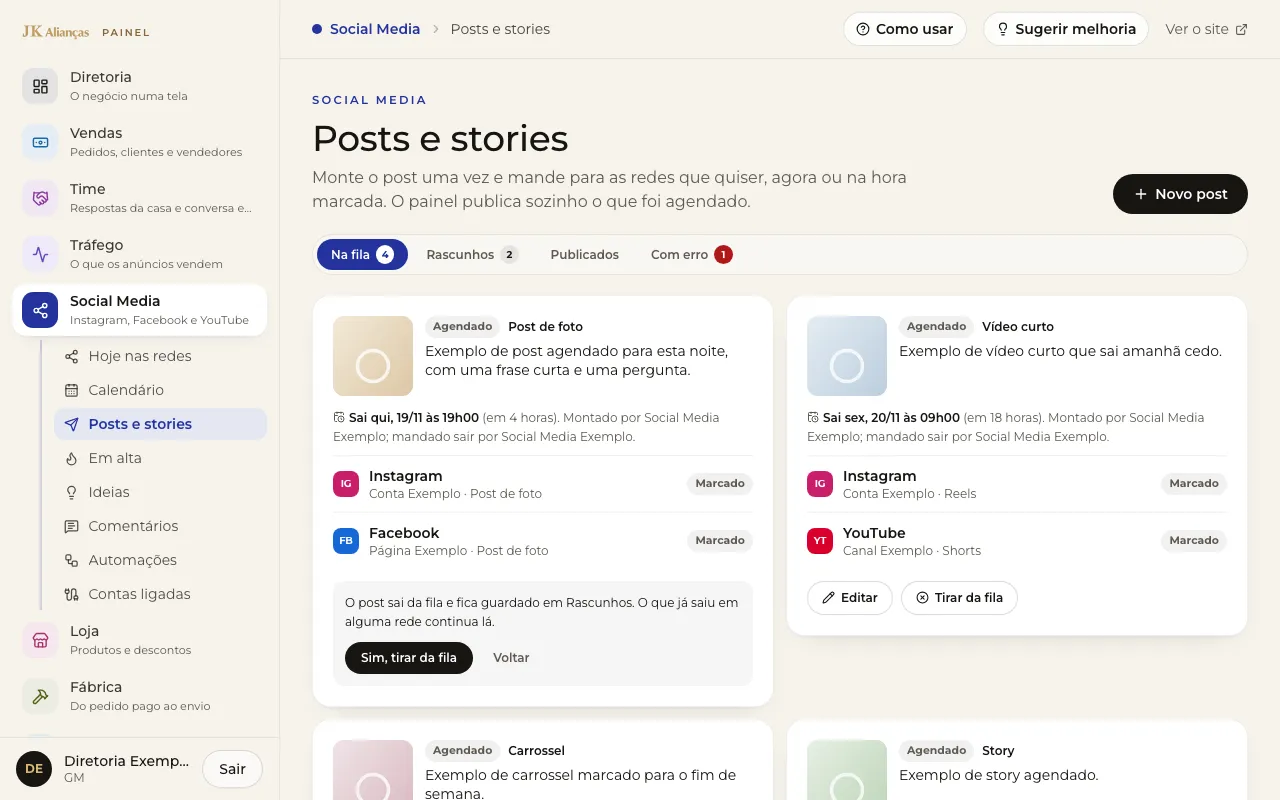 JK Alianças PAINEL
Diretoria
O negócio numa tela
Vendas
Pedidos, clientes e vendedores
Time
Respostas da casa e conversa e...
Tráfego
O que os anúncios vendem
Social Media
Instagram, Facebook e YouTube
Hoje nas redes
Calendário
Posts e stories
Em alta
Ideias
Comentários
Automações
Contas ligadas
Loja
Produtos e descontos
Fábrica
Do pedido pago ao envio
DE
Diretoria Exemp...
GM
Sair
Social Media
Posts e stories
Como usar
Sugerir melhoria
Ver o site
SOCIAL MEDIA
Posts e stories
Monte o post uma vez e mande para as redes que quiser, agora ou na hora
marcada. O painel publica sozinho o que foi agendado.
Novo post
Na fila 4
Rascunhos 2
Publicados
Com erro 1
Agendado Post de foto
Exemplo de post agendado para esta noite,
com uma frase curta e uma pergunta.
Sai qui, 19/11 às 19h00 (em 4 horas). Montado por Social Media
Exemplo; mandado sair por Social Media Exemplo.
IG
Instagram
Conta Exemplo · Post de foto
Marcado
FB
Facebook
Página Exemplo · Post de foto
Marcado
O post sai da fila e fica guardado em Rascunhos. O que já saiu em
alguma rede continua lá.
Sim, tirar da fila
Voltar
Agendado Vídeo curto
Exemplo de vídeo curto que sai amanhã cedo.
Sai sex, 20/11 às 09h00 (em 18 horas). Montado por Social Media
Exemplo; mandado sair por Social Media Exemplo.
IG
Instagram
Conta Exemplo · Reels
Marcado
YT
YouTube
Canal Exemplo · Shorts
Marcado
Editar
Tirar da fila
Agendado Carrossel
Exemplo de carrossel marcado para o fim de
semana.
Agendado Story
Exemplo de story agendado.